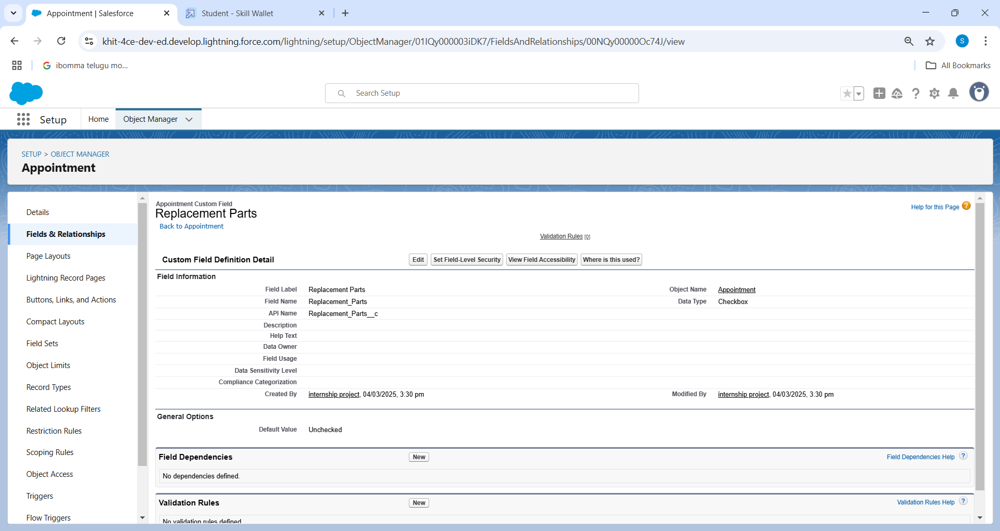 Appointment | Salesforce
Student - Skill Wallet
khit-4ce-dev-ed.develop.lightning.force.com/lightning/setup/ObjectManager/01IQy000003iDK7/FieldsAndRelationships/00NQy00000Oc74J/view
S
ibomma telugu mo...
All Bookmarks
Search Setup
Setup
Home
Object Manager
SETUP > OBJECT MANAGER
Appointment
Details
Fields & Relationships
Page Layouts
Lightning Record Pages
Buttons, Links, and Actions
Compact Layouts
Field Sets
Object Limits
Record Types
Related Lookup Filters
Restriction Rules
Scoping Rules
Object Access
Triggers
Flow Triggers
Appointment Custom Field
Replacement Parts
Back to Appointment
Help for this Page ?
Validation Rules [0]
Custom Field Definition Detail Edit Set Field-Level Security View Field Accessibility Where is this used?
Field Information
Field Label Replacement Parts Object Name Appointment
Field Name Replacement_Parts Data Type Checkbox
API Name Replacement_Parts__c
Description
Help Text
Data Owner
Field Usage
Data Sensitivity Level
Compliance Categorization
Created By internship project, 04/03/2025, 3:30 pm Modified By internship project, 04/03/2025, 3:30 pm
General Options
Default Value Unchecked
Field Dependencies New Field Dependencies Help ?
No dependencies defined.
Validation Rules New Validation Rules Help ?
No validation rules defined